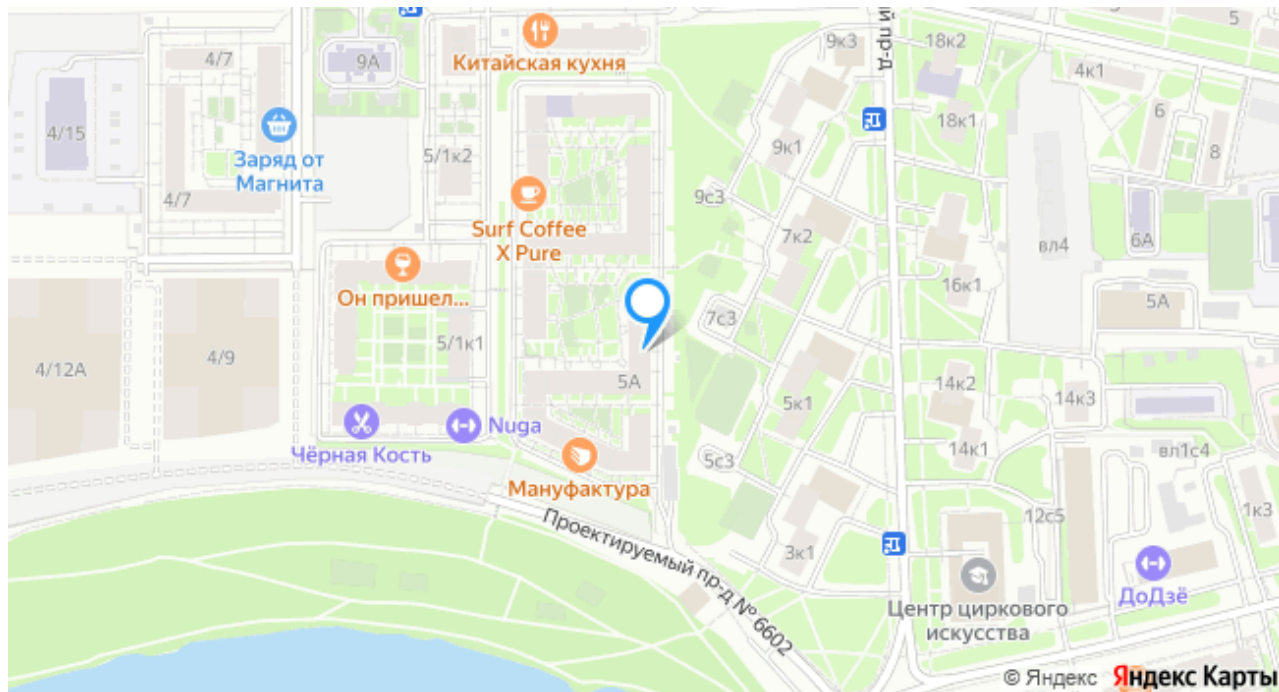 5
9к3
18к2
ый пр-д
4/7
9А
Китайская кухня
4к1
4/15
6
18к1
Заряд от
Магнита
5/1к2
9к1
8
4/7
9с3
Surf Coffee
X Pure
7к2
вл4
6А
Он пришел...
16к1
5А
7с3
5/1к1
4/9
4/12А
5А
14к2
14к3
5к1
Nuga
Чёрная Кость
14к1
вл1с4
5с3
Мануфактура
12с5
1к3
Проектируемый пр-д № 6602
3к1
ДоДзё
Центр циркового
искусства
© Яндекс Яндекс Карты